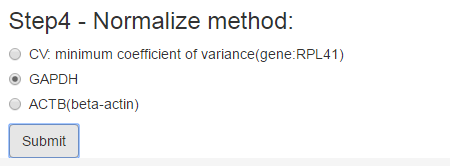 Step4 - Normalize method:
CV: minimum coefficient of variance(gene:RPL41)
GAPDH
ACTB(beta-actin)
Submit